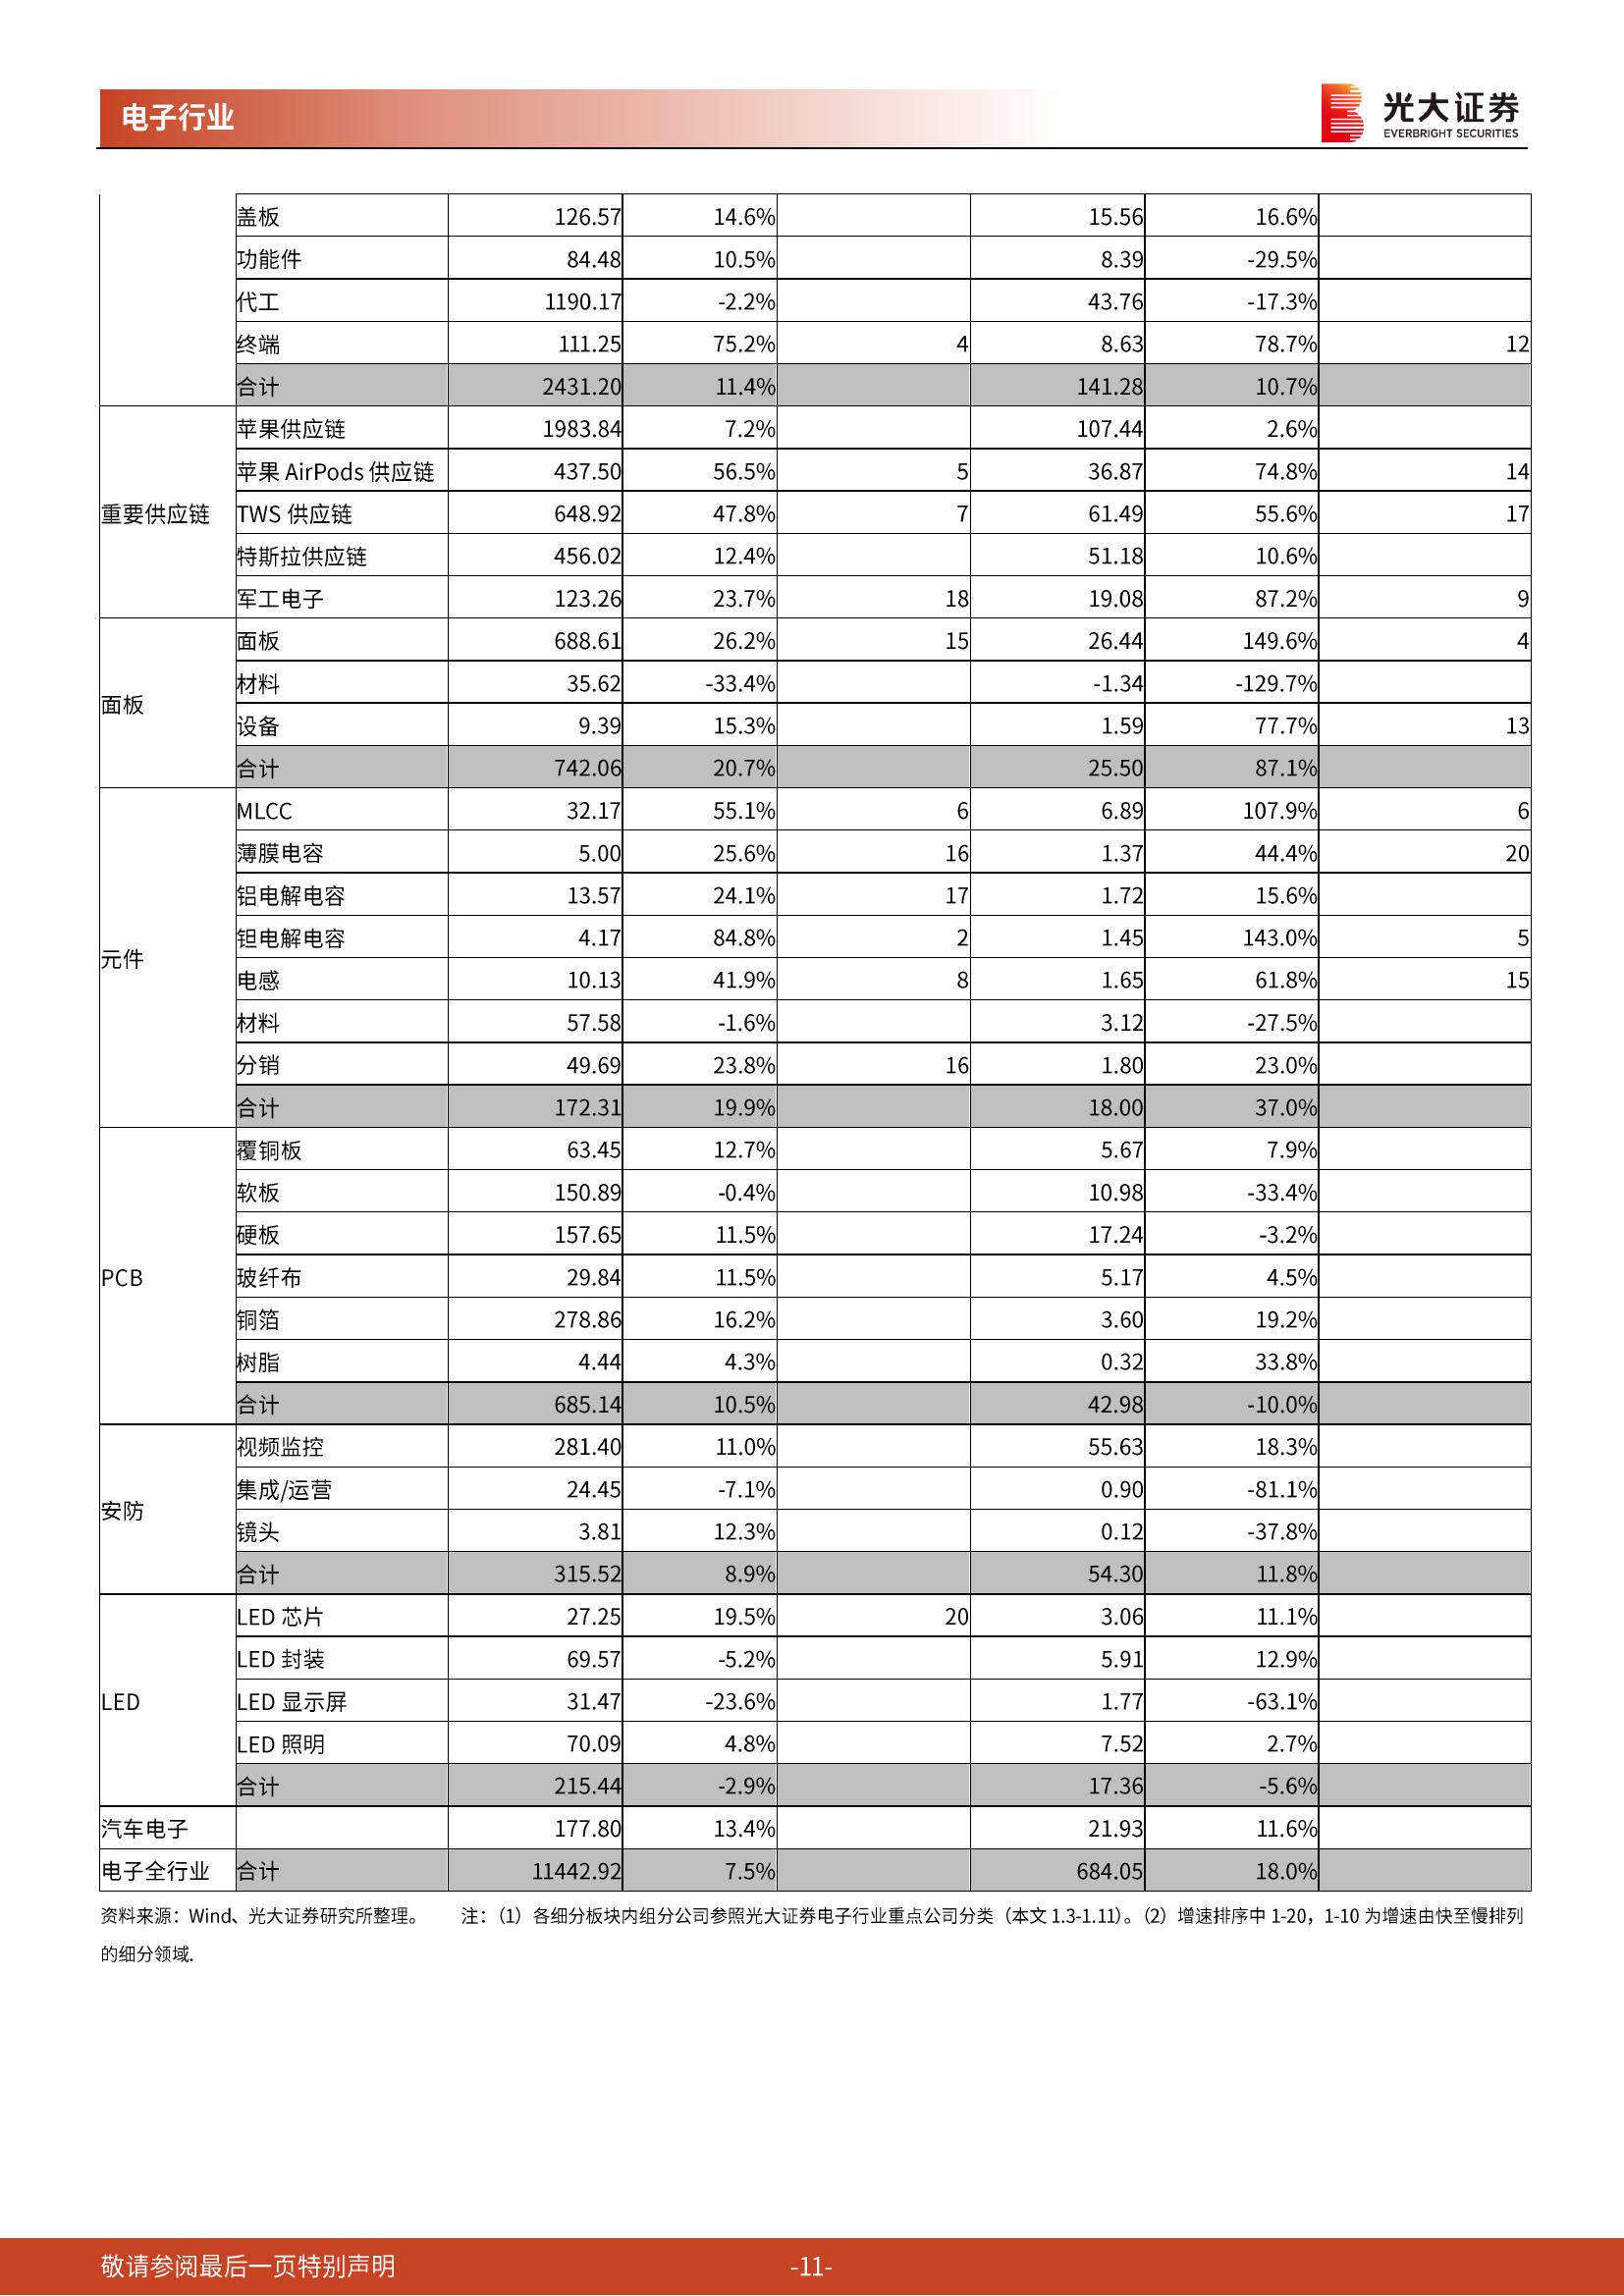 电子行业
光大证券
EVERBRIGHT SECURITIES
盖板 126.57 14.6% 15.56 16.6%
功能件 84.48 10.5% 8.39 -29.5%
代工 1190.17 -2.2% 43.76 -17.3%
终端 111.25 75.2% 4 8.63 78.7% 12
合计 2431.20 11.4% 141.28 10.7%
重要供应链
苹果供应链 1983.84 7.2% 107.44 2.6%
苹果 AirPods 供应链 437.50 56.5% 5 36.87 74.8% 14
TWS 供应链 648.92 47.8% 7 61.49 55.6% 17
特斯拉供应链 456.02 12.4% 51.18 10.6%
军工电子 123.26 23.7% 18 19.08 87.2% 9
面板
面板 688.61 26.2% 15 26.44 149.6% 4
材料 35.62 -33.4% -1.34 -129.7%
设备 9.39 15.3% 1.59 77.7% 13
合计 742.06 20.7% 25.50 87.1%
元件
MLCC 32.17 55.1% 6 6.89 107.9% 6
薄膜电容 5.00 25.6% 16 1.37 44.4% 20
铝电解电容 13.57 24.1% 17 1.72 15.6%
钽电解电容 4.17 84.8% 2 1.45 143.0% 5
电感 10.13 41.9% 8 1.65 61.8% 15
材料 57.58 -1.6% 3.12 -27.5%
分销 49.69 23.8% 16 1.80 23.0%
合计 172.31 19.9% 18.00 37.0%
PCB
覆铜板 63.45 12.7% 5.67 7.9%
软板 150.89 -0.4% 10.98 -33.4%
硬板 157.65 11.5% 17.24 -3.2%
玻纤布 29.84 11.5% 5.17 4.5%
铜箔 278.86 16.2% 3.60 19.2%
树脂 4.44 4.3% 0.32 33.8%
合计 685.14 10.5% 42.98 -10.0%
安防
视频监控 281.40 11.0% 55.63 18.3%
集成/运营 24.45 -7.1% 0.90 -81.1%
镜头 3.81 12.3% 0.12 -37.8%
合计 315.52 8.9% 54.30 11.8%
LED
LED 芯片 27.25 19.5% 20 3.06 11.1%
LED 封装 69.57 -5.2% 5.91 12.9%
LED 显示屏 31.47 -23.6% 1.77 -63.1%
LED 照明 70.09 4.8% 7.52 2.7%
合计 215.44 -2.9% 17.36 -5.6%
汽车电子 177.80 13.4% 21.93 11.6%
电子全行业 合计 11442.92 7.5% 684.05 18.0%
资料来源：Wind、光大证券研究所整理。 注：（1）各细分板块内组分公司参照光大证券电子行业重点公司分类（本文 1.3-1.11）。（2）增速排序中 1-20，1-10 为增速由快至慢排列
的细分领域.
敬请参阅最后一页特别声明 -11-